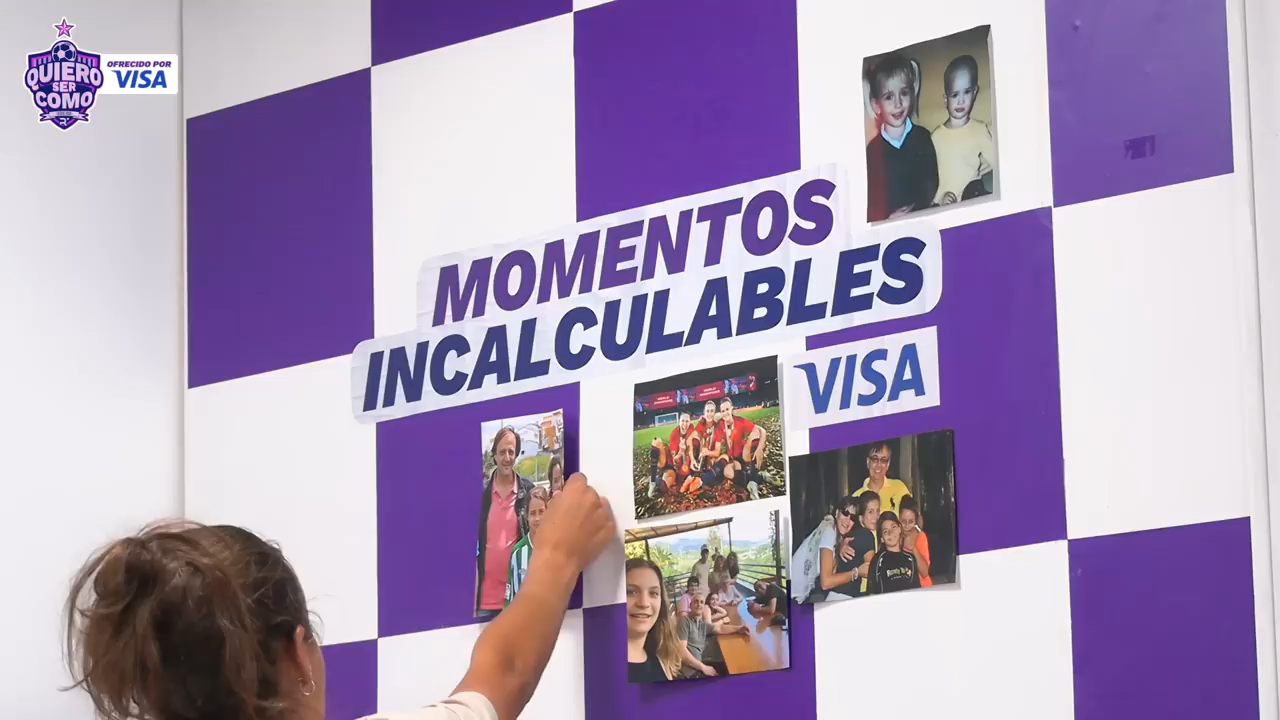 QUIERO
SER
COMO
OFRECIDO POR
VISA
MOMENTOS
INCALCULABLES
VISA